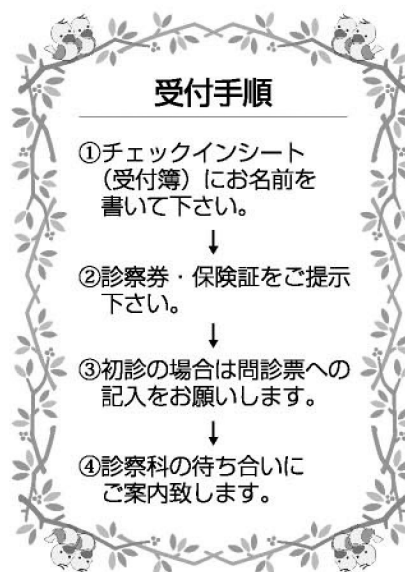 受付手順
①チェックインシート
（受付簿）にお名前を
書いて下さい。
↓
②診察券・保険証をご提示
下さい。
↓
③初診の場合は問診票への
記入をお願いします。
↓
④診察科の待ち合いに
ご案内致します。